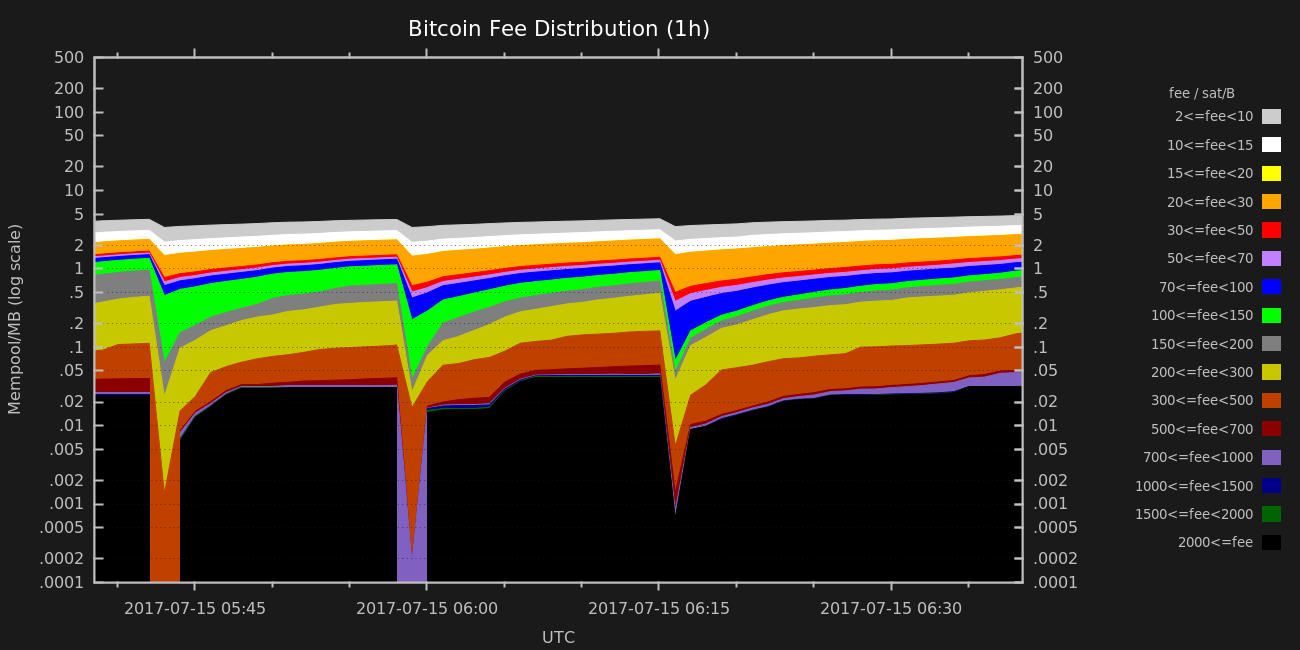 Bitcoin Fee Distribution (1h)
Mempool/MB (log scale)
500
200
100
50
20
10
5
2
1
.5
.2
.1
.05
.02
.01
.005
.002
.001
.0005
.0002
.0001
500
200
100
50
20
10
5
2
1
.5
.2
.1
.05
.02
.01
.005
.002
.001
.0005
.0002
.0001
2017-07-15 05:45
2017-07-15 06:00
2017-07-15 06:15
2017-07-15 06:30
UTC
fee / sat/B
2<=fee<10
10<=fee<15
15<=fee<20
20<=fee<30
30<=fee<50
50<=fee<70
70<=fee<100
100<=fee<150
150<=fee<200
200<=fee<300
300<=fee<500
500<=fee<700
700<=fee<1000
1000<=fee<1500
1500<=fee<2000
2000<=fee